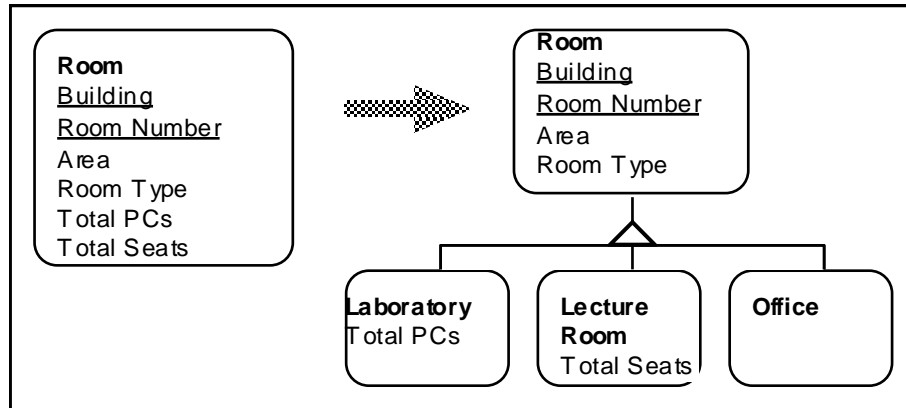 Room
Building
Room Number
Area
Room Type
Total PCs
Total Seats
Room
Building
Room Number
Area
Room Type
Laboratory
Total PCs
Lecture
Room
Total Seats
Office